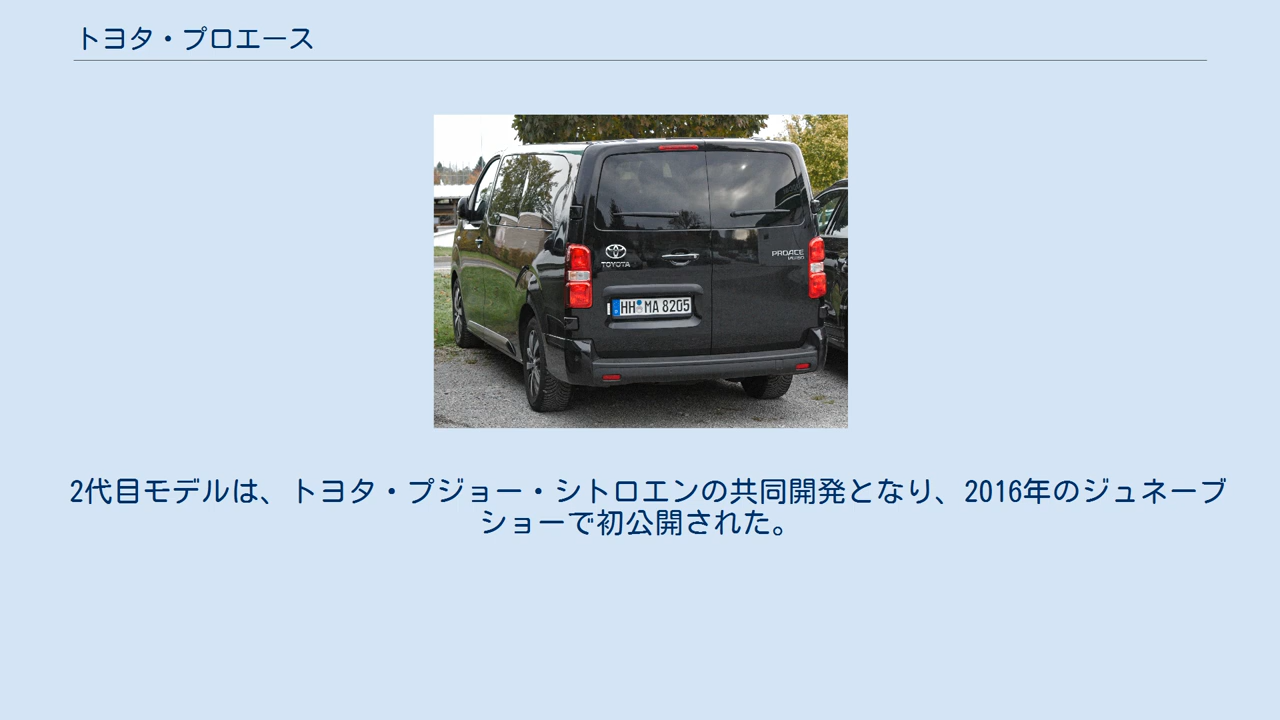 トヨタ・プロエース
TOYOTA
PROACE
HH MA 8205
2代目モデルは、トヨタ・プジョー・シトロエンの共同開発となり、2016年のジュネーブ
ショーで初公開された。